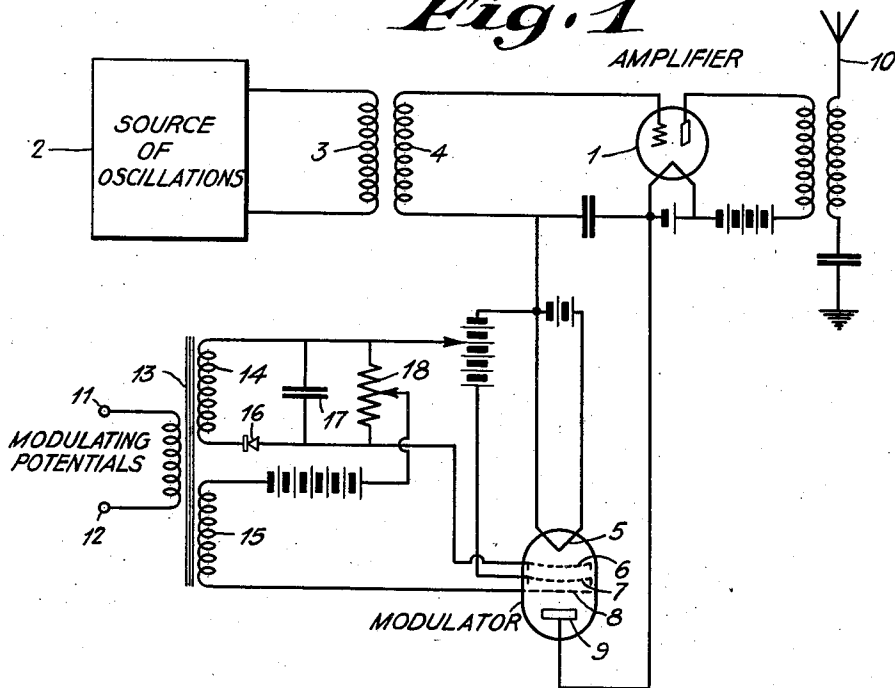 Fig. 1
AMPLIFIER
10
2
SOURCE
OF
OSCILLATIONS
3
4
1
13
14
18
11
16
17
MODULATING
POTENTIALS
12
15
5
6
7
8
MODULATOR
9